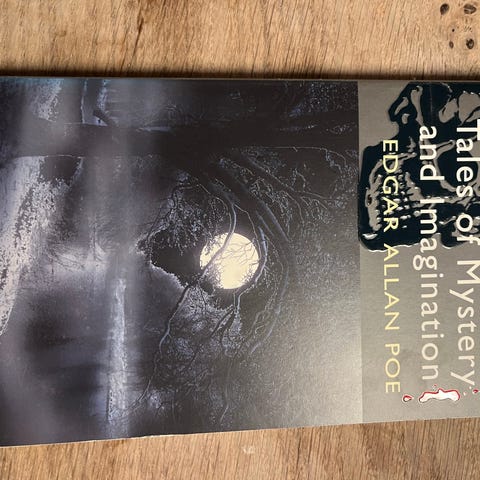 Tales of Mystery
and Imagination
EDGAR ALLAN POE